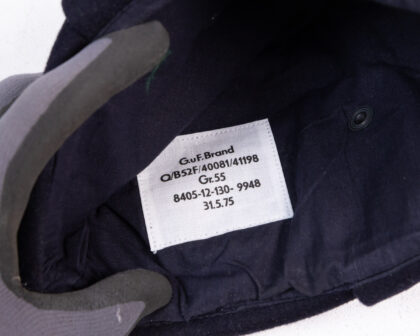 G.u F. Brand
Q/B52F/40081/41198
Gr. 55
8405-12-130- 9948
31.5.75